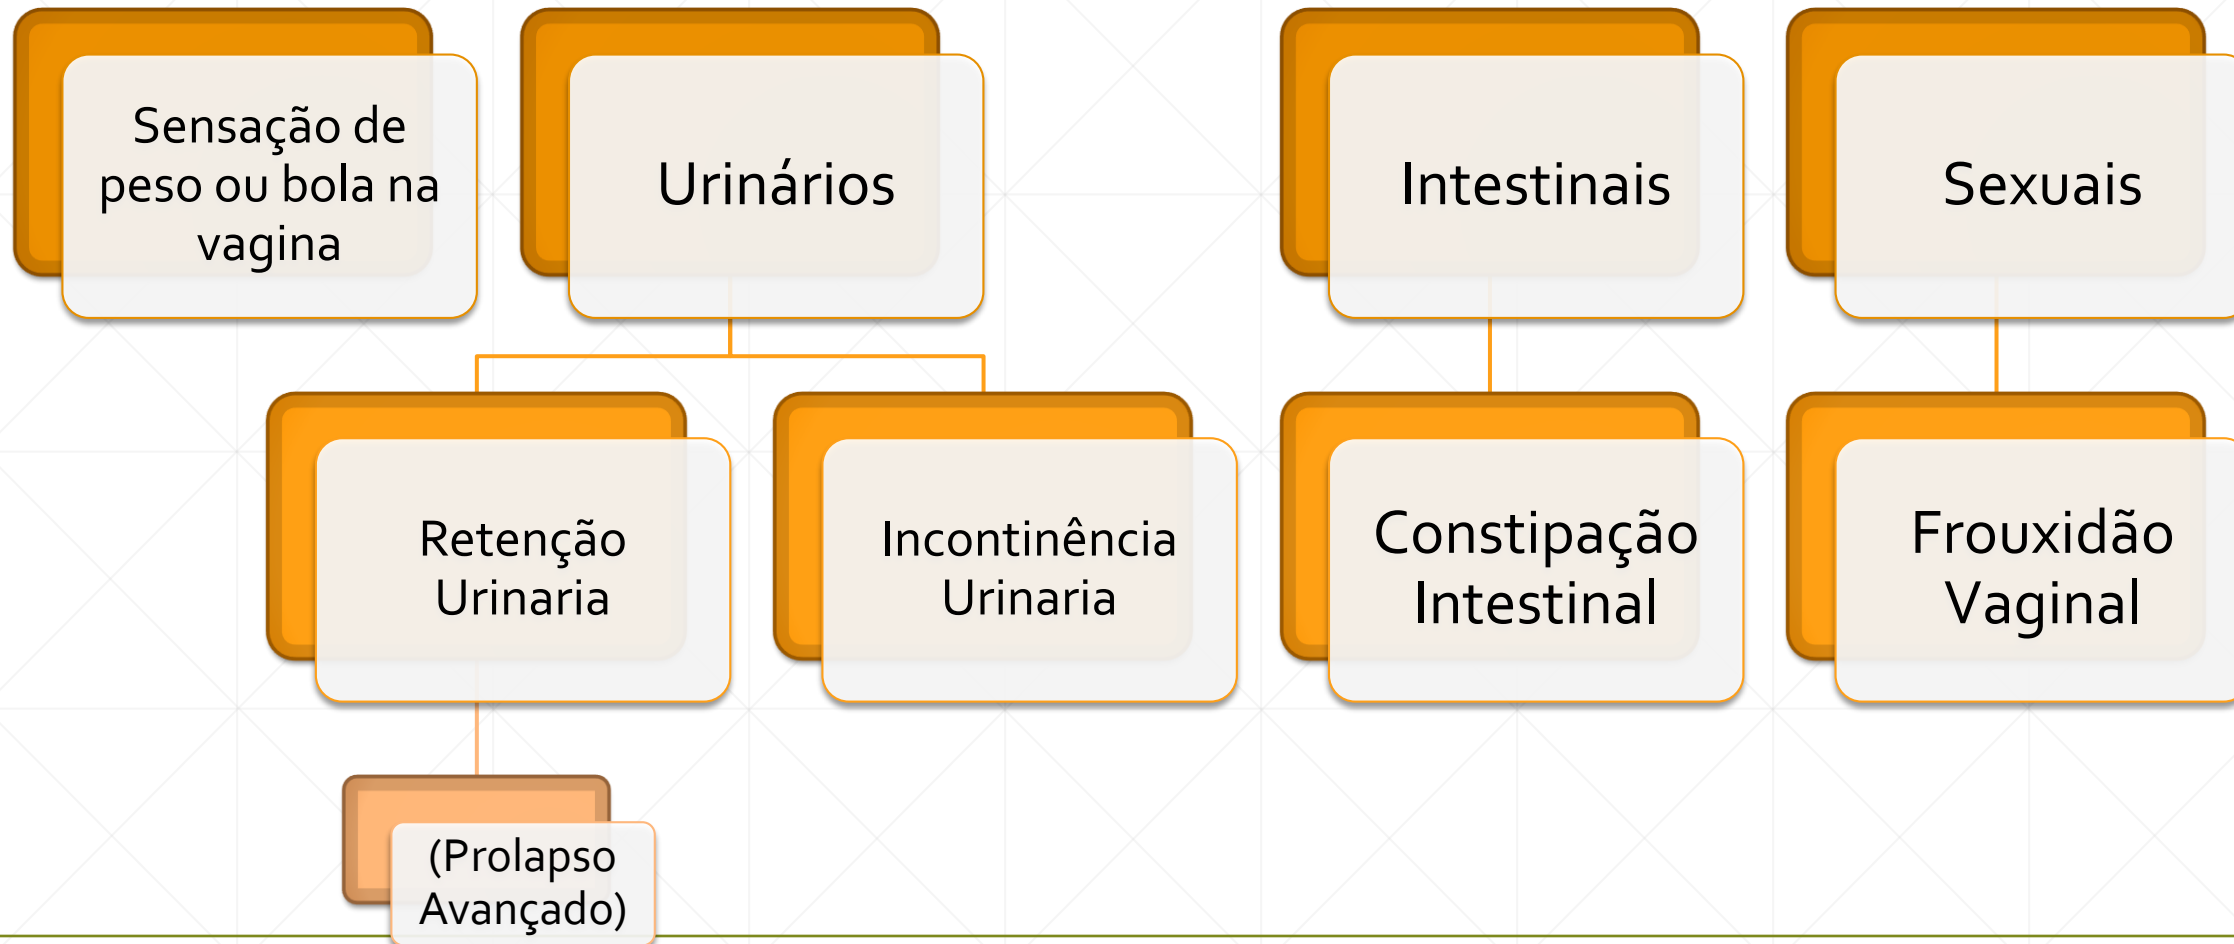 Sensação de
peso ou bola na
vagina
Urinários
Intestinais
Sexuais
Retenção
Urinaria
Incontinência
Urinaria
Constipação
Intestinal
Frouxidão
Vaginal
(Prolapso
Avançado)